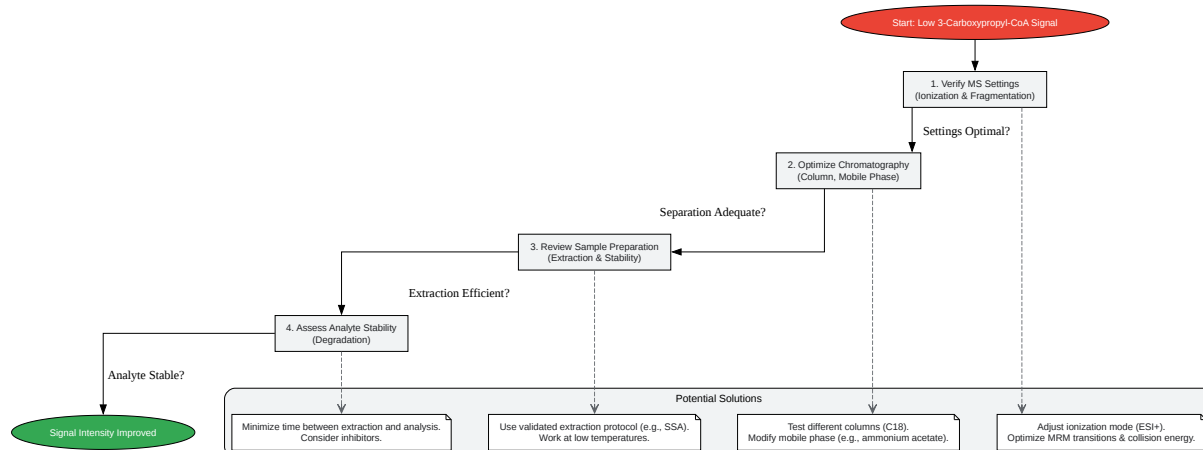 Start: Low 3-Carboxypropyl-CoA Signal
1. Verify MS Settings
(Ionization & Fragmentation)
Settings Optimal?
2. Optimize Chromatography
(Column, Mobile Phase)
Separation Adequate?
3. Review Sample Preparation
(Extraction & Stability)
Extraction Efficient?
4. Assess Analyte Stability
(Degradation)
Analyte Stable?
Signal Intensity Improved
Potential Solutions
Minimize time between extraction and analysis.
Consider inhibitors.
Use validated extraction protocol (e.g., SSA).
Work at low temperatures.
Test different columns (C18).
Modify mobile phase (e.g., ammonium acetate).
Adjust ionization mode (ESI+).
Optimize MRM transitions & collision energy.